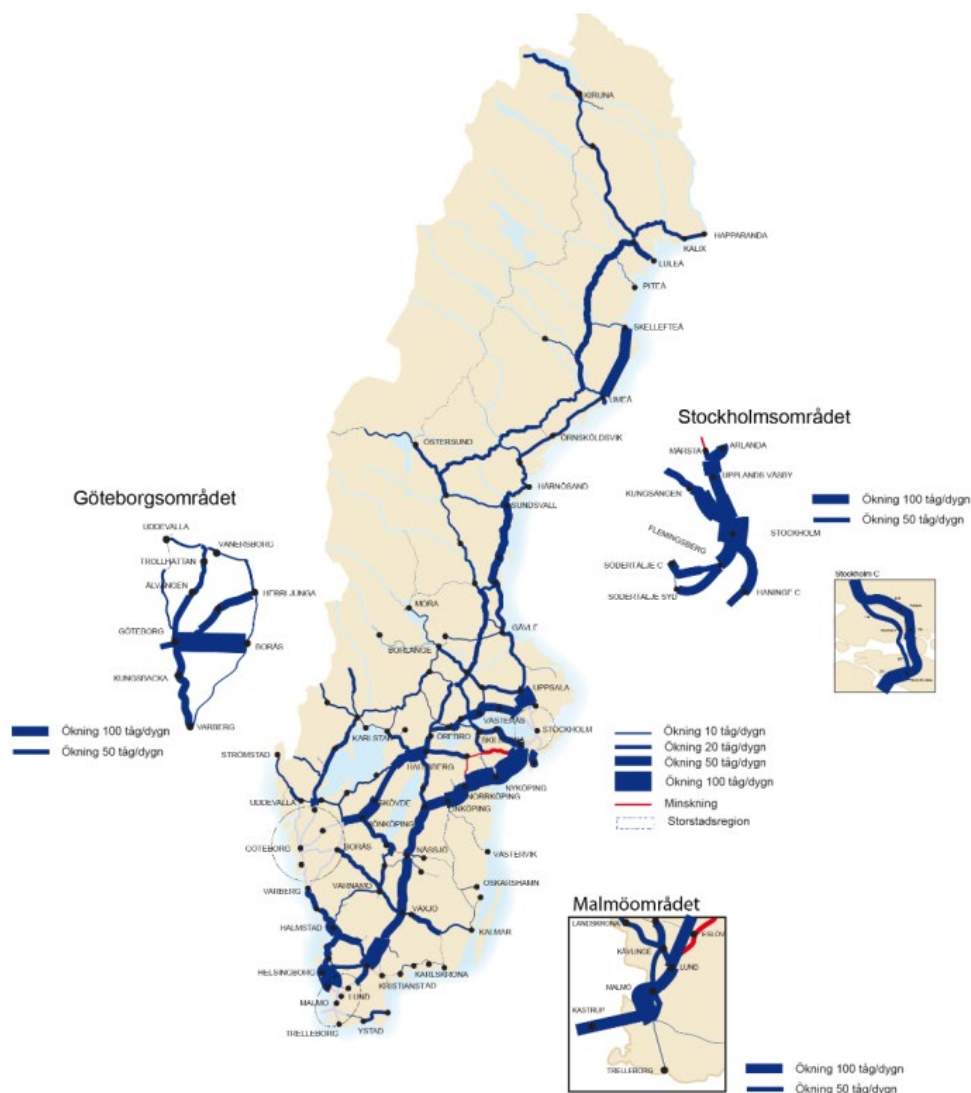 KIRUNA
HAPPARANDA
KALIX
LULEÅ
PITEÅ
SKELLEFTEÅ
UMEÅ
ÖRNSKÖLDSVIK
ÖSTERSUND
HÄRNÖSAND
SUNDSVALL
MORA
GÄVLE
BORLÄNGE
UPPSALA
VÄSTERÅS
STOCKHOLM
KARLSTAD
ÖREBRO
STRÖMSTAD
HALLSBERG
NYKÖPING
NORRKÖPING
LINKÖPING
UDDEVALLA
SKÖVDE
JÖNKÖPING
GÖTEBORG
BORÅS
NÄSSJÖ
VÄSTERVIK
OSKARSHAMN
VARBERG
VÄRNAMO
VÄXJÖ
HALMSTAD
KALMAR
HELSINGBORG
KARLSKRONA
KRISTIANSTAD
LUND
MALMÖ
TRELLEBORG
YSTAD
Göteborgsområdet
UDDEVALLA
VÄNERSBORG
TROLLHÄTTAN
ÄLVÄNGEN
HERRLJUNGA
GÖTEBORG
BORÅS
KUNGSBACKA
VARBERG
Ökning 100 tåg/dygn
Ökning 50 tåg/dygn
Stockholmsområdet
ARLANDA
MÄRSTA
UPPLANDS VÄSBY
KUNGSÄNGEN
STOCKHOLM
FLEMINGSBERG
SÖDERTÄLJE C
SÖDERTÄLJE SYD
HANINGE C
Ökning 100 tåg/dygn
Ökning 50 tåg/dygn
Stockholm C
Ökning 10 tåg/dygn
Ökning 20 tåg/dygn
Ökning 50 tåg/dygn
Ökning 100 tåg/dygn
Minskning
Storstadsregion
Malmöområdet
LANDSKRONA
ESLÖV
KÄVLINGE
LUND
MALMÖ
KASTRUP
TRELLEBORG
Ökning 100 tåg/dygn
Ökning 50 tåg/dygn